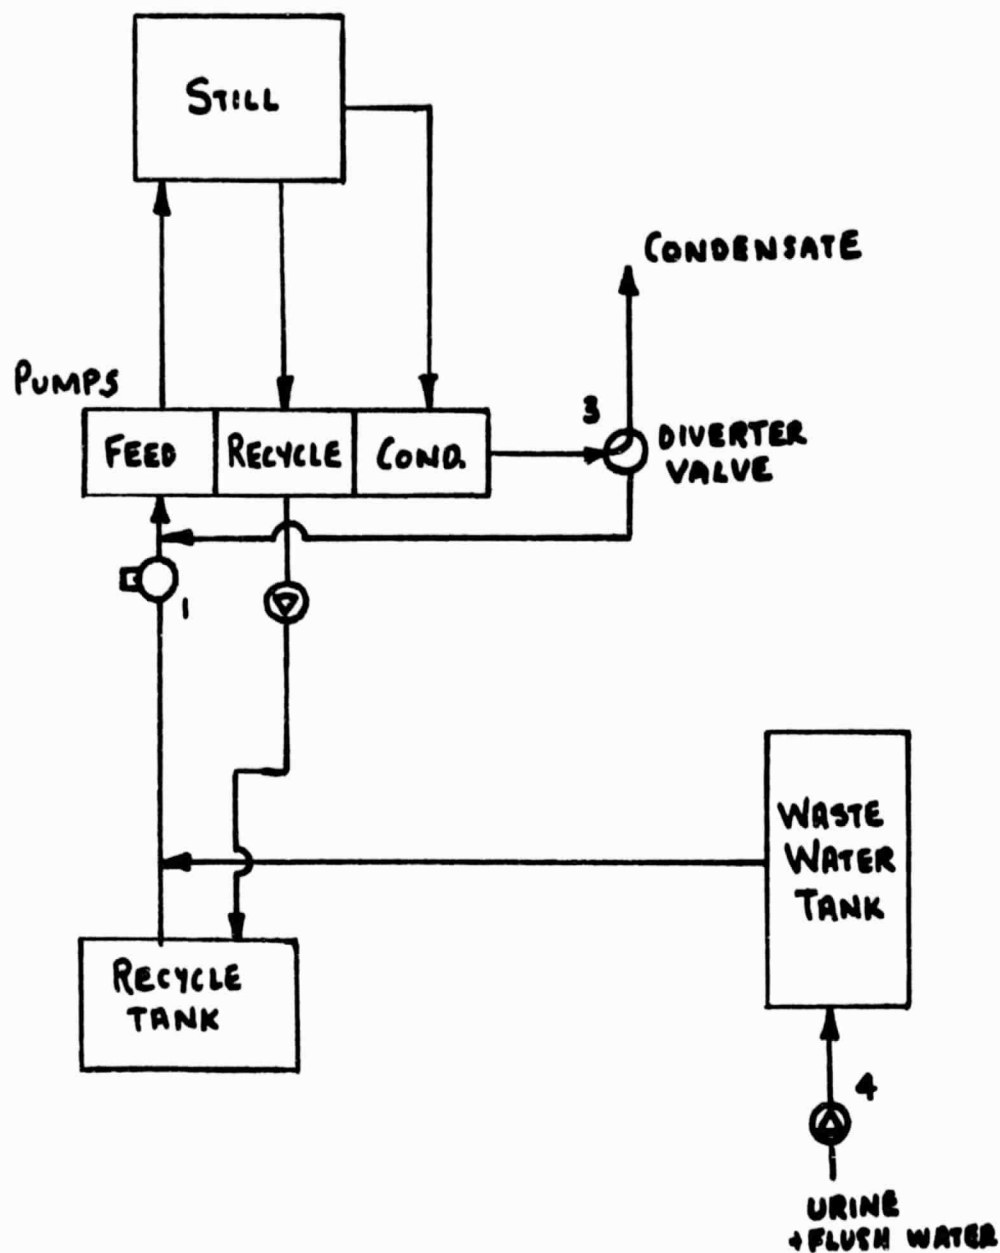 STILL
CONDENSATE
PUMPS
3
FEED
RECYCLE
COND.
DIVERTER
VALVE
1
WASTE
WATER
TANK
RECYCLE
TANK
4
URINE
+FLUSH WATER